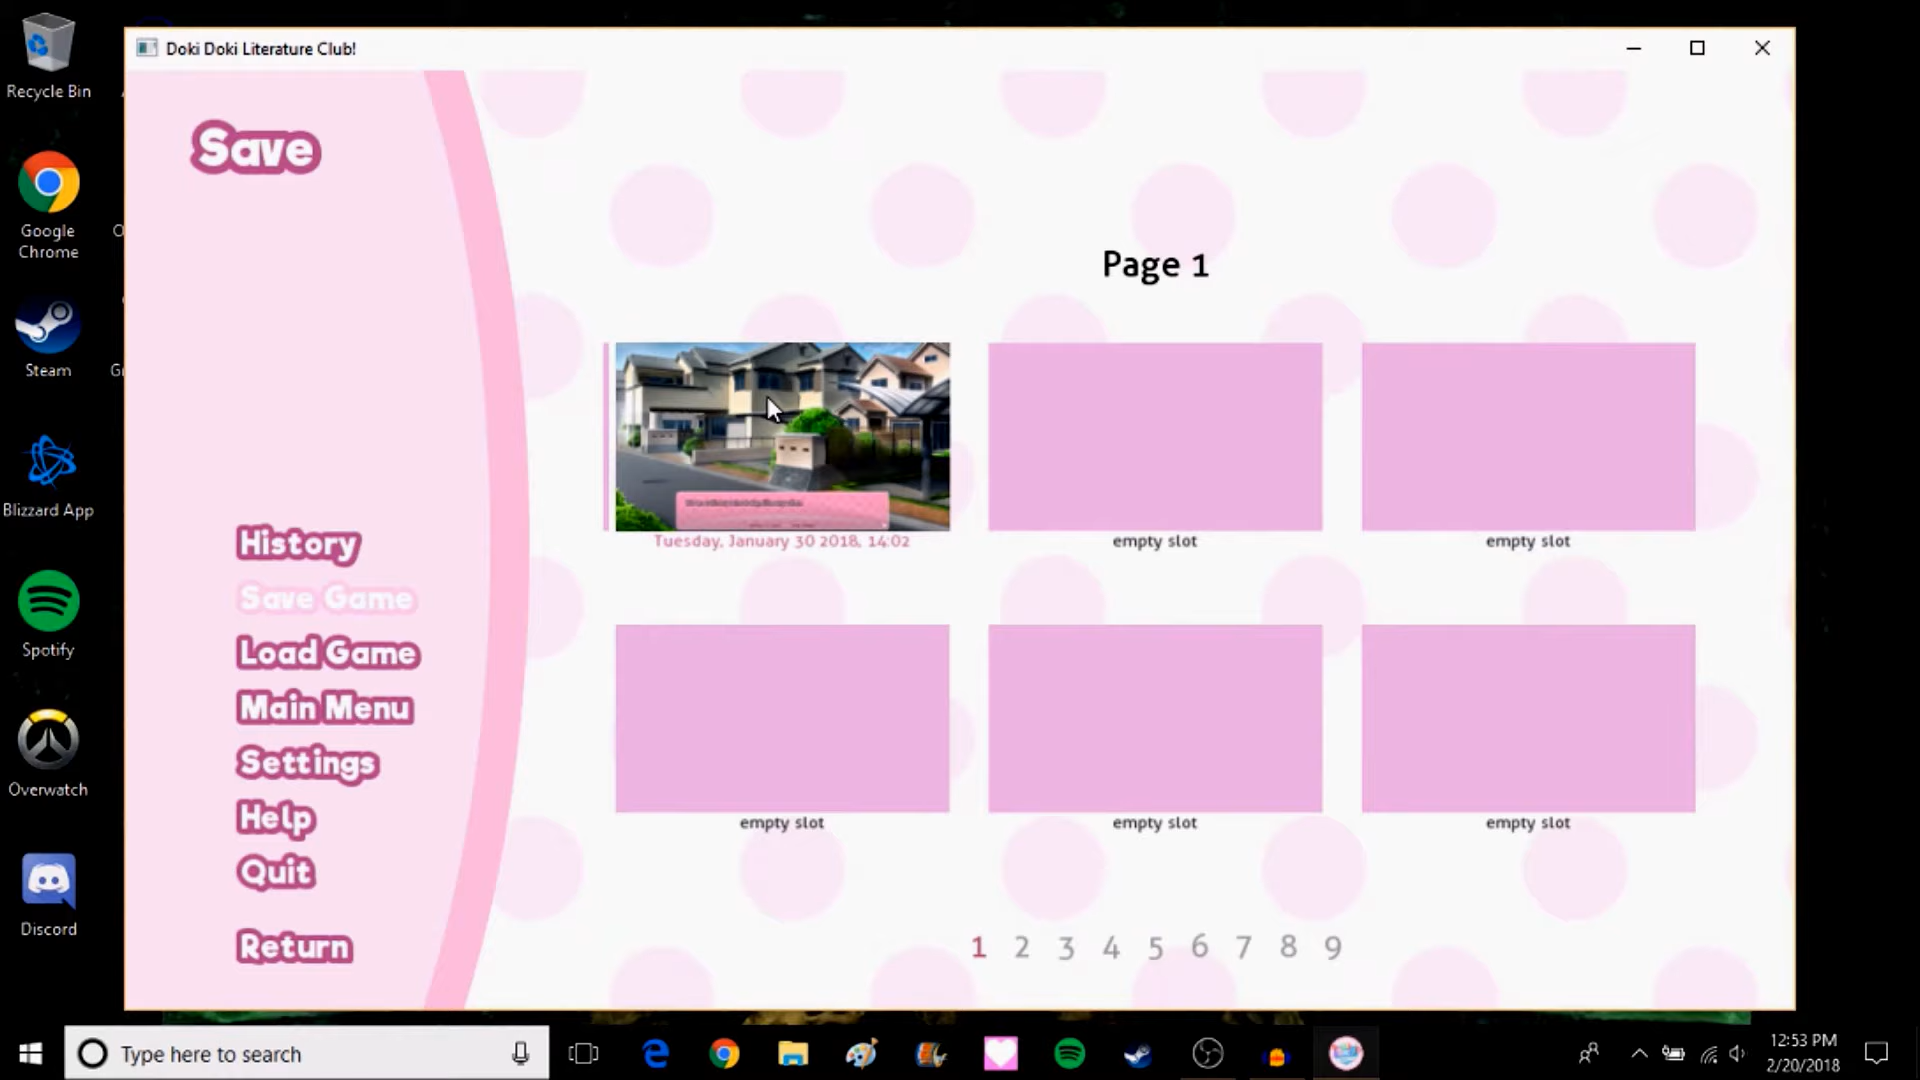 Recycle Bin
Google
Chrome
Steam
Blizzard App
Spotify
Overwatch
Discord
Doki Doki Literature Club!
Save
History
Save Game
Load Game
Main Menu
Settings
Help
Quit
Return
Page 1
Tuesday, January 30 2018, 14:02
empty slot
empty slot
empty slot
empty slot
empty slot
1 2 3 4 5 6 7 8 9
Type here to search
12:53 PM
2/20/2018